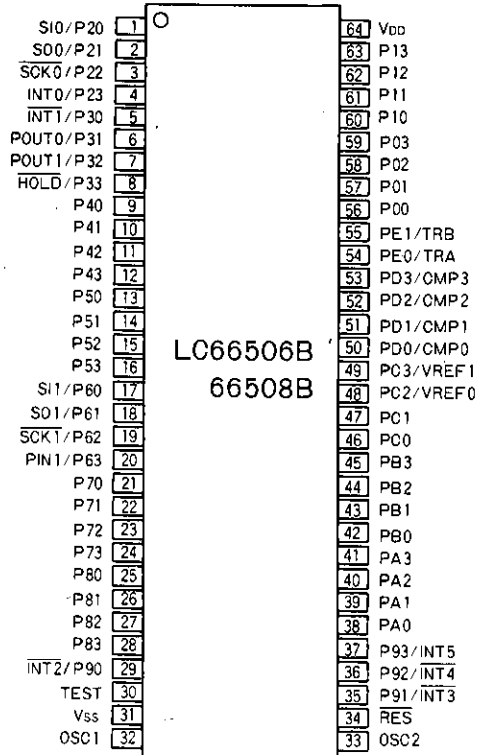 SI0/P20 1
SO0/P21 2
SCK0/P22 3
INT0/P23 4
INT1/P30 5
POUT0/P31 6
POUT1/P32 7
HOLD/P33 8
P40 9
P41 10
P42 11
P43 12
P50 13
P51 14
P52 15
P53 16
SI1/P60 17
SO1/P61 18
SCK1/P62 19
PIN1/P63 20
P70 21
P71 22
P72 23
P73 24
P80 25
P81 26
P82 27
P83 28
INT2/P90 29
TEST 30
Vss 31
OSC1 32
LC66506B
66508B
64 VDD
63 P13
62 P12
61 P11
60 P10
59 P03
58 P02
57 P01
56 P00
55 PE1/TRB
54 PE0/TRA
53 PD3/CMP3
52 PD2/CMP2
51 PD1/CMP1
50 PD0/CMP0
49 PC3/VREF1
48 PC2/VREF0
47 PC1
46 PC0
45 PB3
44 PB2
43 PB1
42 PB0
41 PA3
40 PA2
39 PA1
38 PA0
37 P93/INT5
36 P92/INT4
35 P91/INT3
34 RES
33 OSC2